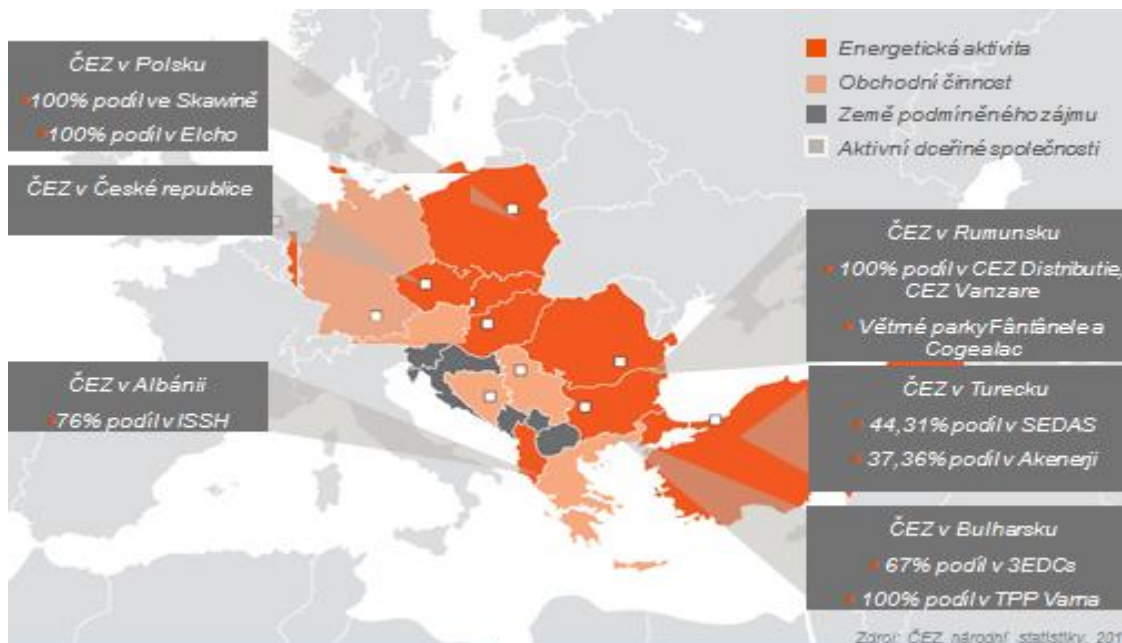 ČEZ v Polsku
100% podíl ve Skawině
100% podíl v Elcho
ČEZ v České republice
ČEZ v Albánii
76% podíl v ISSH
Energetická aktivita
Obchodní činnost
Země podmíněného zájmu
Aktivní dceřiné společnosti
ČEZ v Rumunsku
100% podíl v CEZ Distributie,
CEZ Vanzare
Větrné parky Fântânele a
Cogealac
ČEZ v Turecku
44,31% podíl v SEDAS
37,36% podíl v Akenerji
ČEZ v Bulharsku
67% podíl v 3EDCs
100% podíl v TPP Varna
Zdroj: ČEZ, národní statistiky, 201